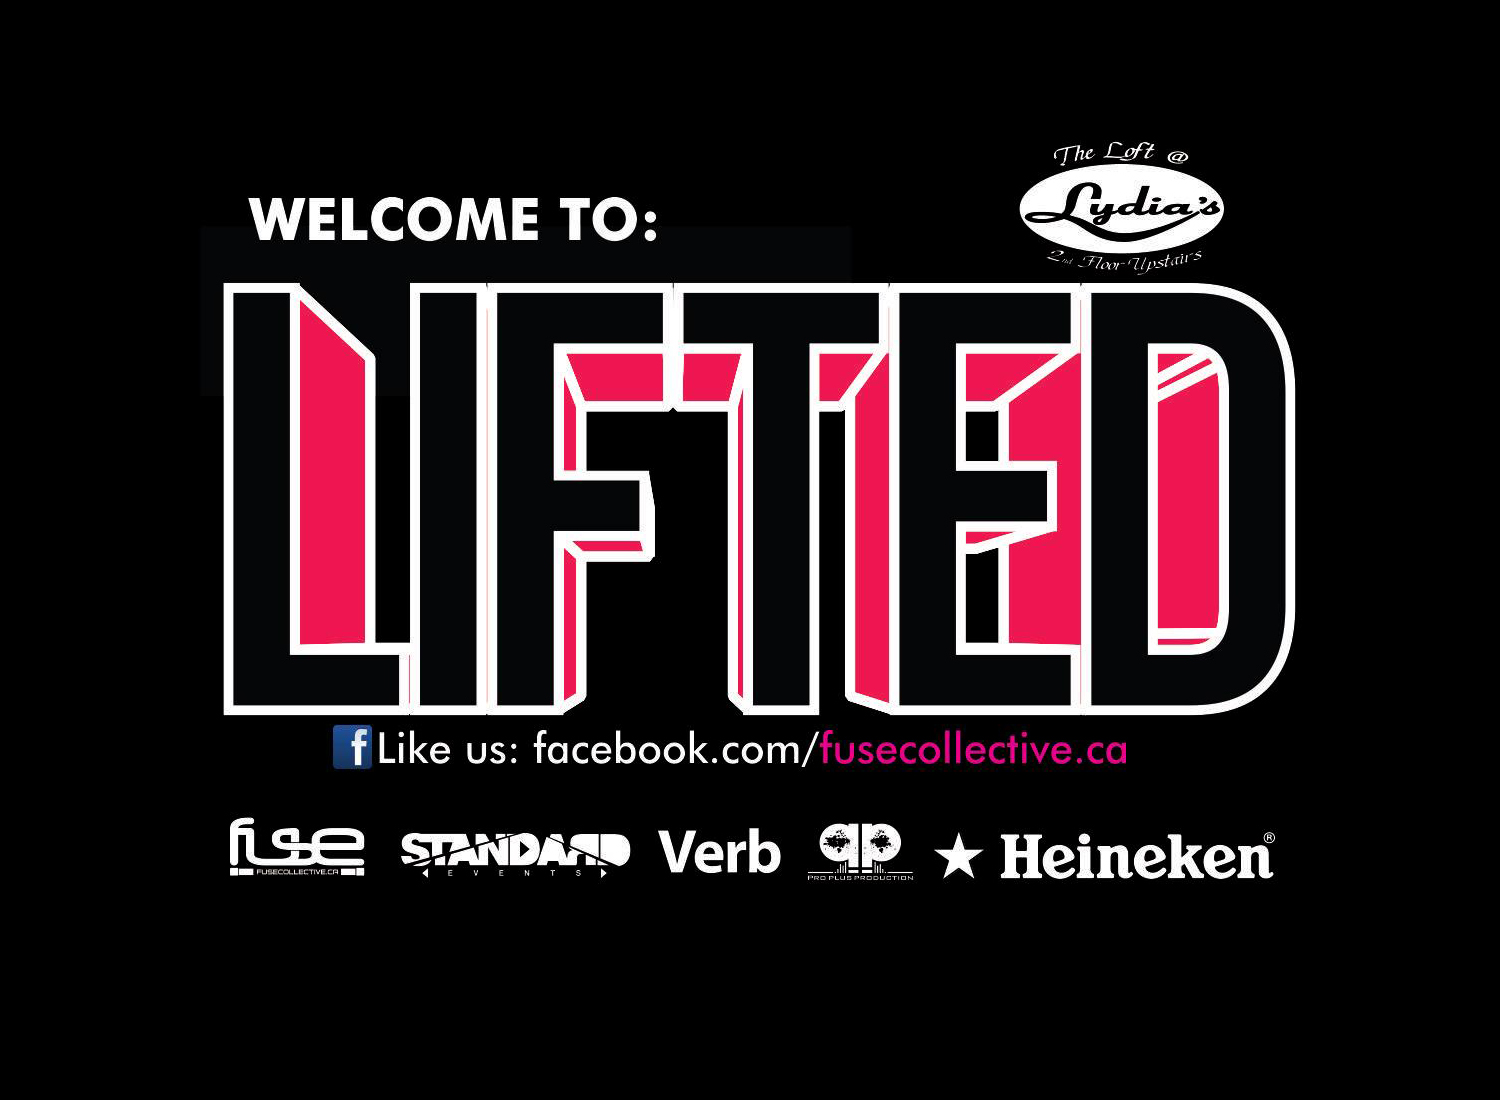 The Loft @
Lydia's
2nd Floor Upstairs
WELCOME TO:
LIFTED
f Like us: facebook.com/fusecollective.ca
fuse
FUSECOLLECTIVE.CA
STANDARD
EVENTS
Verb
PRO PLUS PRODUCTION
Heineken®